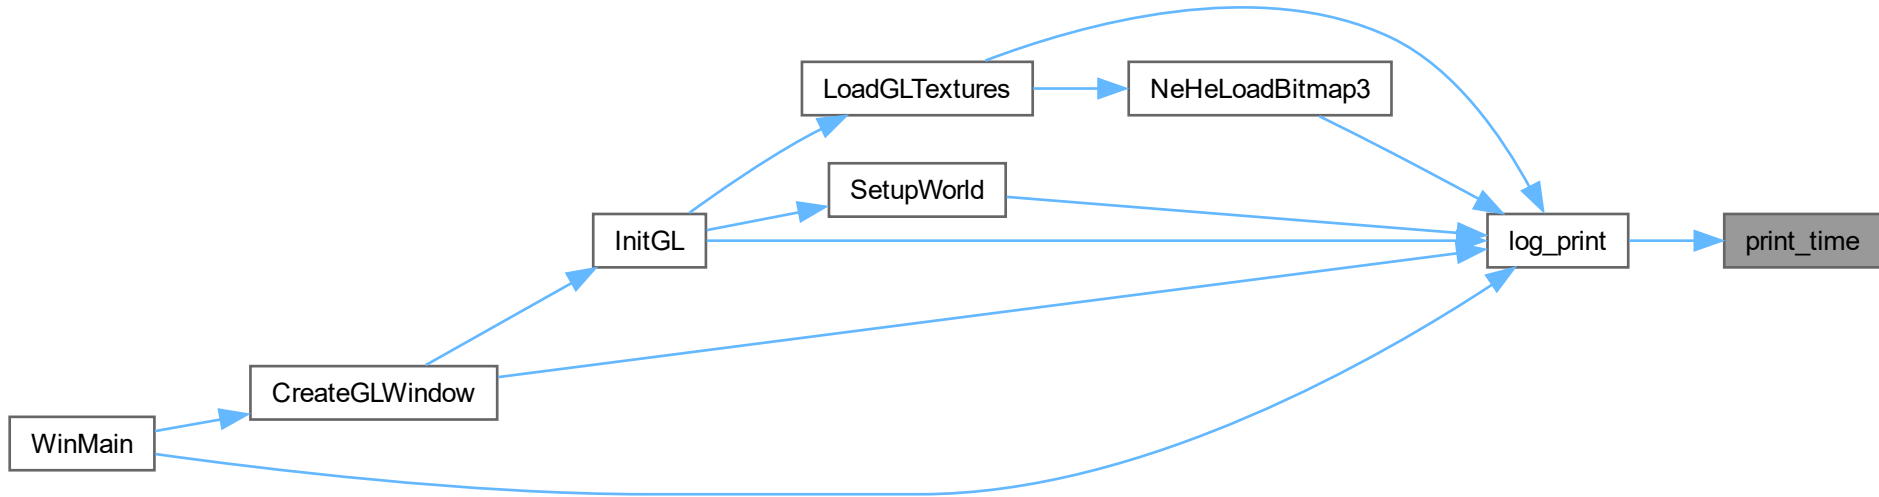 LoadGLTextures
NeHeLoadBitmap3
SetupWorld
InitGL
log_print
print_time
CreateGLWindow
WinMain